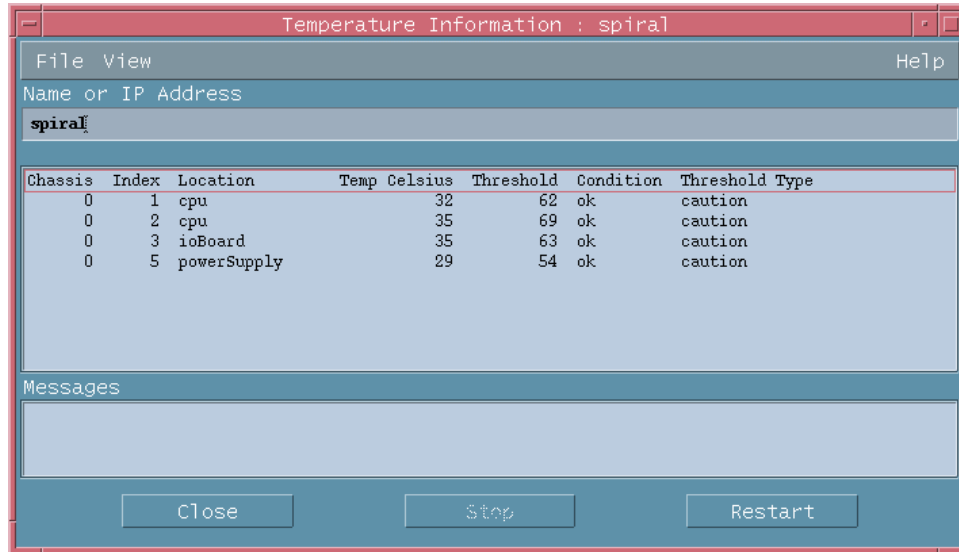 Temperature Information : spiral
File View Help
Name or IP Address
spiral
Chassis Index Location Temp Celsius Threshold Condition Threshold Type
0 1 cpu 32 62 ok caution
0 2 cpu 35 69 ok caution
0 3 ioBoard 35 63 ok caution
0 5 powerSupply 29 54 ok caution
Messages
Close Stop Restart